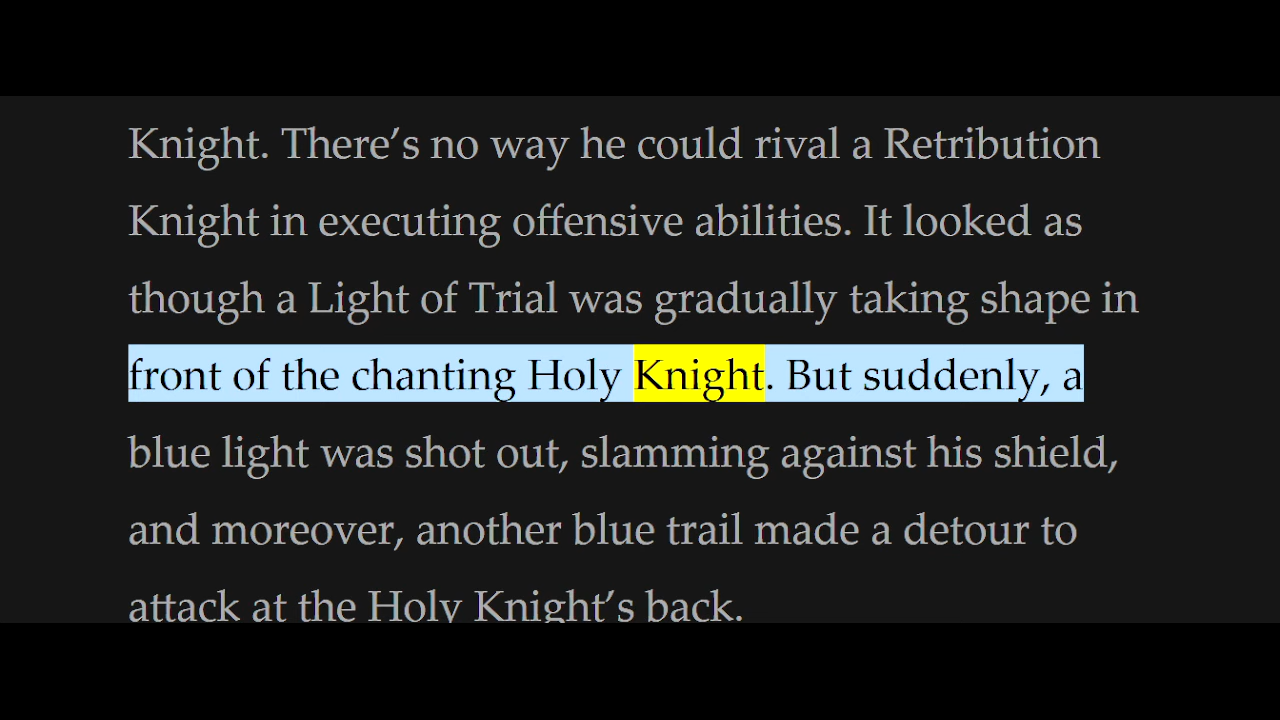 Knight. There’s no way he could rival a Retribution
Knight in executing offensive abilities. It looked as
though a Light of Trial was gradually taking shape in
front of the chanting Holy Knight. But suddenly, a
blue light was shot out, slamming against his shield,
and moreover, another blue trail made a detour to
attack at the Holy Knight’s back.